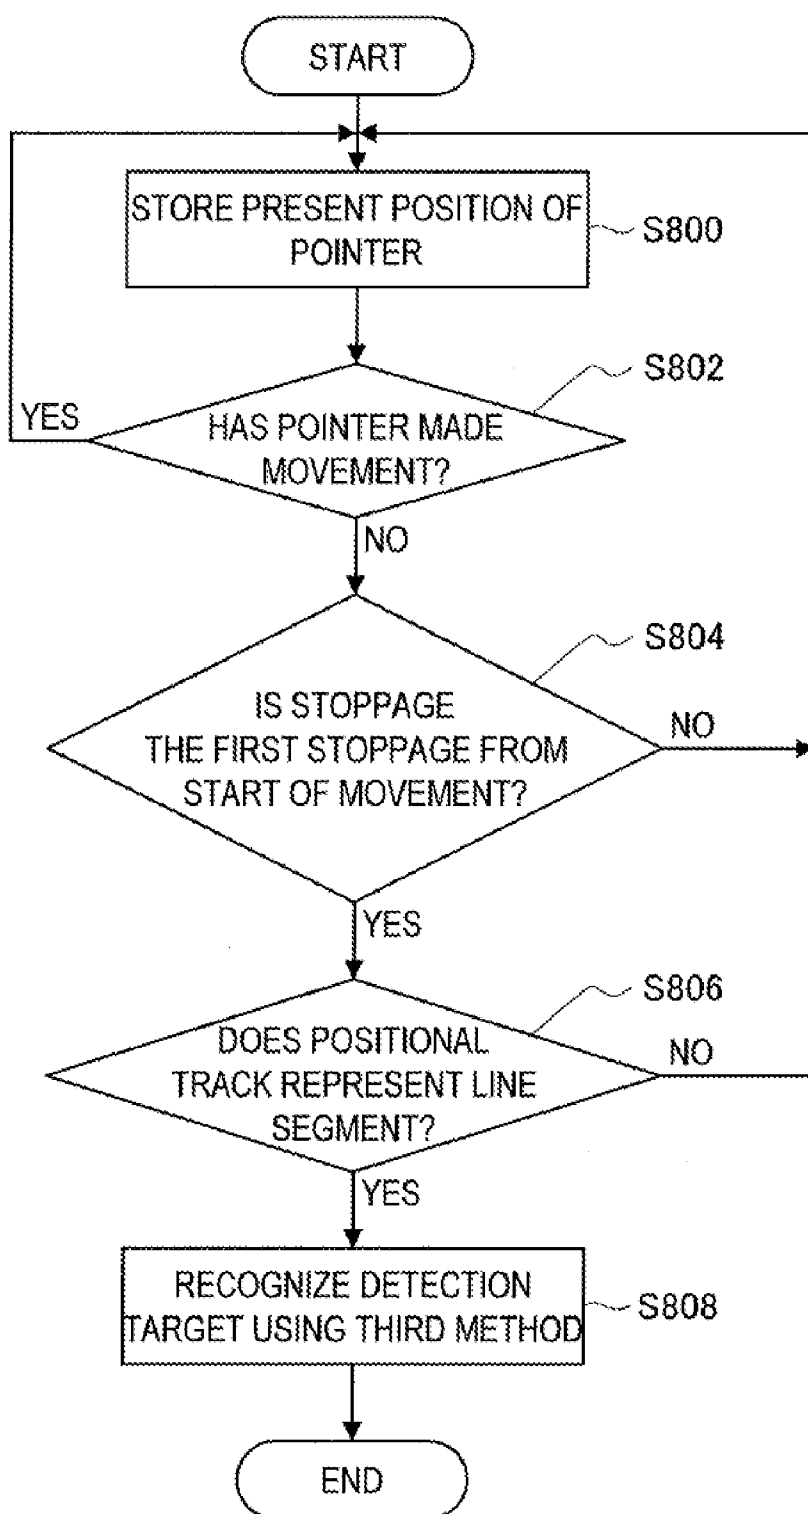 START
STORE PRESENT POSITION OF
POINTER
S800
S802
YES
HAS POINTER MADE
MOVEMENT?
NO
S804
IS STOPPAGE
THE FIRST STOPPAGE FROM
START OF MOVEMENT?
NO
YES
S806
DOES POSITIONAL
TRACK REPRESENT LINE
SEGMENT?
NO
YES
RECOGNIZE DETECTION
TARGET USING THIRD METHOD
S808
END